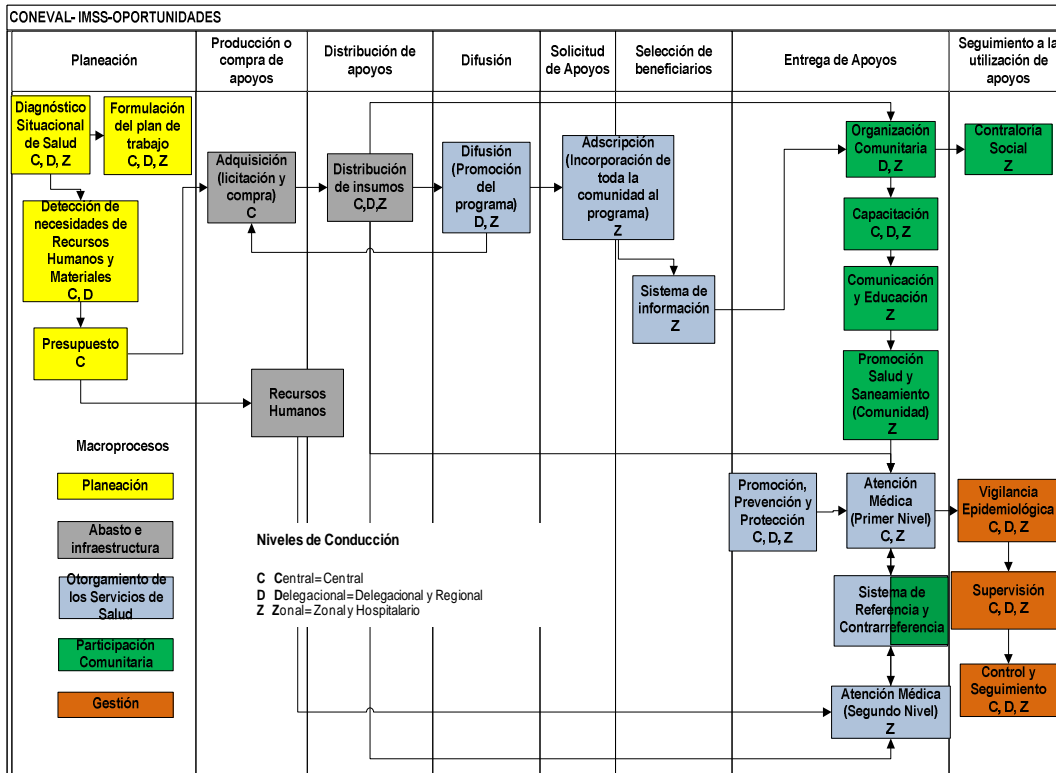 CONEVAL- IMSS-OPORTUNIDADES
Planeación
Producción o
compra de
apoyos
Distribución de
apoyos
Difusión
Solicitud
de Apoyos
Selección de
beneficiarios
Entrega de Apoyos
Seguimiento a la
utilización de
apoyos
Diagnóstico
Situacional
de Salud
C, D, Z
Formulación
del plan de
trabajo
C, D, Z
Detección de
necesidades de
Recursos
Humanos y
Materiales
C, D
Presupuesto
C
Adquisición
(licitación y
compra)
C
Distribución
de insumos
C,D,Z
Difusión
(Promoción
del
programa)
D, Z
Adscripción
(Incorporación de
toda la
comunidad al
programa)
Z
Sistema de
información
Z
Organización
Comunitaria
D, Z
Contraloría
Social
Z
Capacitación
C, D, Z
Comunicación
y Educación
Z
Promoción
Salud y
Saneamiento
(Comunidad)
Z
Recursos
Humanos
Promoción,
Prevención y
Protección
C, D, Z
Atención
Médica
(Primer Nivel)
C, Z
Vigilancia
Epidemiológica
C, D, Z
Sistema de
Referencia y
Contrarreferencia
Supervisión
C, D, Z
Atención Médica
(Segundo Nivel)
Z
Control y
Seguimiento
C, D, Z
Macroprocesos
Planeación
Abasto e
infraestructura
Otorgamiento de
los Servicios de
Salud
Participación
Comunitaria
Gestión
Niveles de Conducción
C Central=Central
D Delegacional=Delegacional y Regional
Z Zonal=Zonal y Hospitalario